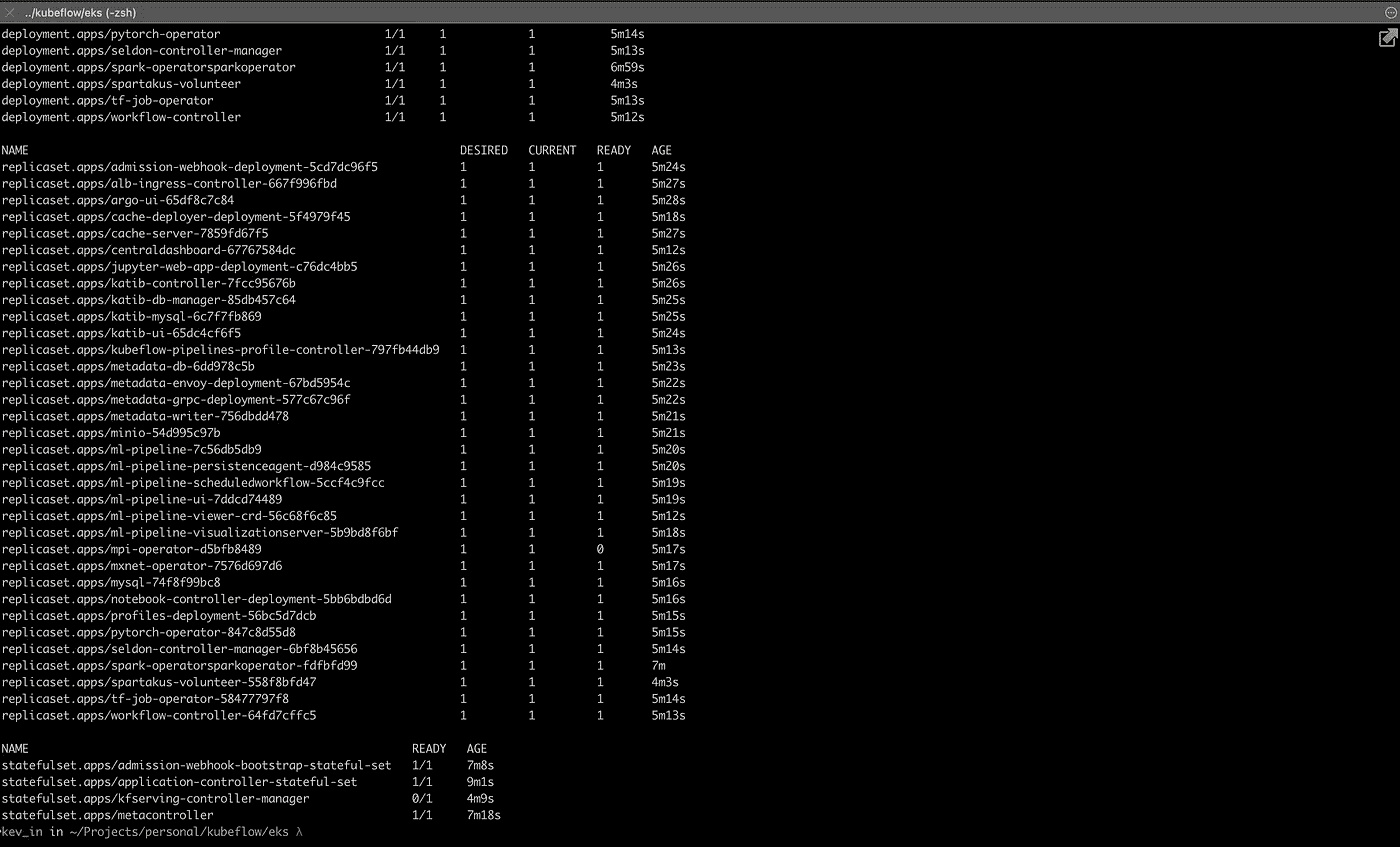 ../kubeflow/eks (-zsh)
deployment.apps/pytorch-operator 1/1 1 1 5m14s
deployment.apps/seldon-controller-manager 1/1 1 1 5m13s
deployment.apps/spark-operatorsparkoperator 1/1 1 1 6m59s
deployment.apps/spartakus-volunteer 1/1 1 1 4m3s
deployment.apps/tf-job-operator 1/1 1 1 5m13s
deployment.apps/workflow-controller 1/1 1 1 5m12s
NAME DESIRED CURRENT READY AGE
replicaset.apps/admission-webhook-deployment-5cd7dc96f5 1 1 1 5m24s
replicaset.apps/alb-ingress-controller-667f996fbd 1 1 1 5m27s
replicaset.apps/argo-ui-65df8c7c84 1 1 1 5m28s
replicaset.apps/cache-deployer-deployment-5f4979f45 1 1 1 5m18s
replicaset.apps/cache-server-7859fd67f5 1 1 1 5m27s
replicaset.apps/centraldashboard-67767584dc 1 1 1 5m12s
replicaset.apps/jupyter-web-app-deployment-c76dc4bb5 1 1 1 5m26s
replicaset.apps/katib-controller-7fcc95676b 1 1 1 5m26s
replicaset.apps/katib-db-manager-85db457c64 1 1 1 5m25s
replicaset.apps/katib-mysql-6c7f7fb869 1 1 1 5m25s
replicaset.apps/katib-ui-65dc4cf6f5 1 1 1 5m24s
replicaset.apps/kubeflow-pipelines-profile-controller-797fb44db9 1 1 1 5m13s
replicaset.apps/metadata-db-6dd978c5b 1 1 1 5m23s
replicaset.apps/metadata-envoy-deployment-67bd5954c 1 1 1 5m22s
replicaset.apps/metadata-grpc-deployment-577c67c96f 1 1 1 5m22s
replicaset.apps/metadata-writer-756dbdd478 1 1 1 5m21s
replicaset.apps/minio-54d995c97b 1 1 1 5m21s
replicaset.apps/ml-pipeline-7c56db5db9 1 1 1 5m20s
replicaset.apps/ml-pipeline-persistenceagent-d984c9585 1 1 1 5m20s
replicaset.apps/ml-pipeline-scheduledworkflow-5ccf4c9fcc 1 1 1 5m19s
replicaset.apps/ml-pipeline-ui-7ddcd74489 1 1 1 5m19s
replicaset.apps/ml-pipeline-viewer-crd-56c68f6c85 1 1 1 5m12s
replicaset.apps/ml-pipeline-visualizationserver-5b9bd8f6bf 1 1 1 5m18s
replicaset.apps/mpi-operator-d5bfb8489 1 1 0 5m17s
replicaset.apps/mxnet-operator-7576d697d6 1 1 1 5m17s
replicaset.apps/mysql-74f8f99bc8 1 1 1 5m16s
replicaset.apps/notebook-controller-deployment-5bb6bdbd6d 1 1 1 5m16s
replicaset.apps/profiles-deployment-56bc5d7dcb 1 1 1 5m15s
replicaset.apps/pytorch-operator-847c8d55d8 1 1 1 5m15s
replicaset.apps/seldon-controller-manager-6bf8b45656 1 1 1 5m14s
replicaset.apps/spark-operatorsparkoperator-fdfbfd99 1 1 1 7m
replicaset.apps/spartakus-volunteer-558f8bfd47 1 1 1 4m3s
replicaset.apps/tf-job-operator-58477797f8 1 1 1 5m14s
replicaset.apps/workflow-controller-64fd7cffc5 1 1 1 5m13s
NAME READY AGE
statefulset.apps/admission-webhook-bootstrap-stateful-set 1/1 7m8s
statefulset.apps/application-controller-stateful-set 1/1 9m1s
statefulset.apps/kfserving-controller-manager 0/1 4m9s
statefulset.apps/metacontroller 1/1 7m18s
kev_in in ~/Projects/personal/kubeflow/eks λ